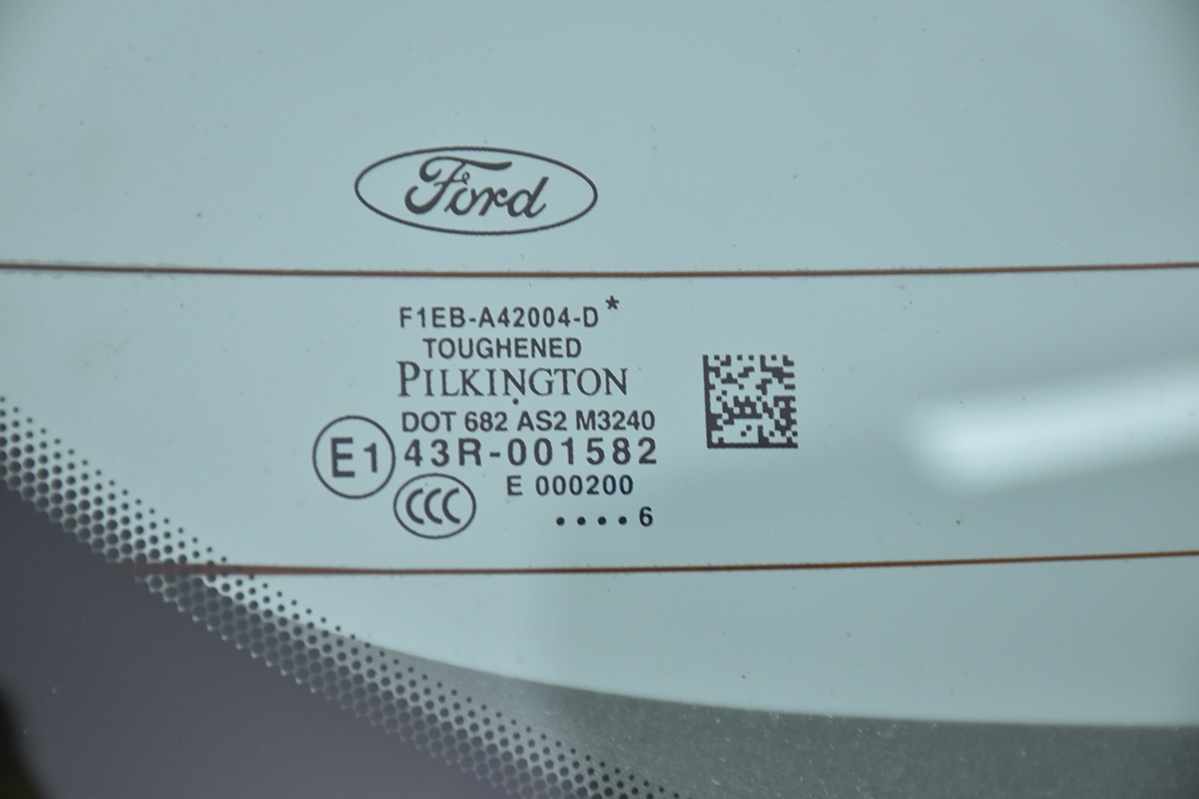 Ford
F1EB-A42004-D*
TOUGHENED
PILKINGTON
DOT 682 AS2 M3240
E1 43R-001582
CCC E 000200
....6